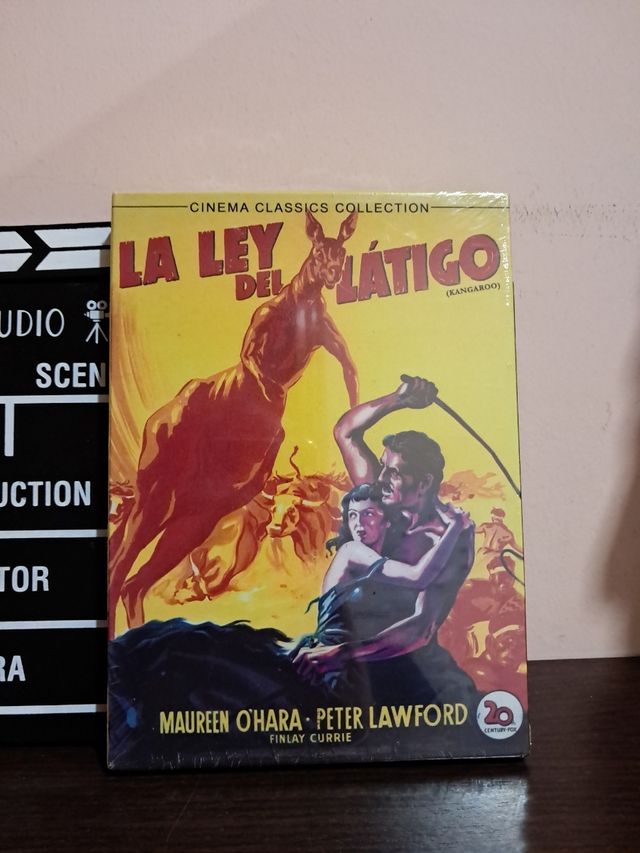 CINEMA CLASSICS COLLECTION
LA LEY
DEL LÁTIGO
(KANGAROO)
UDIO
SCEN
UCTION
TOR
RA
MAUREEN O'HARA · PETER LAWFORD
FINLAY CURRIE
20
CENTURY-FOX